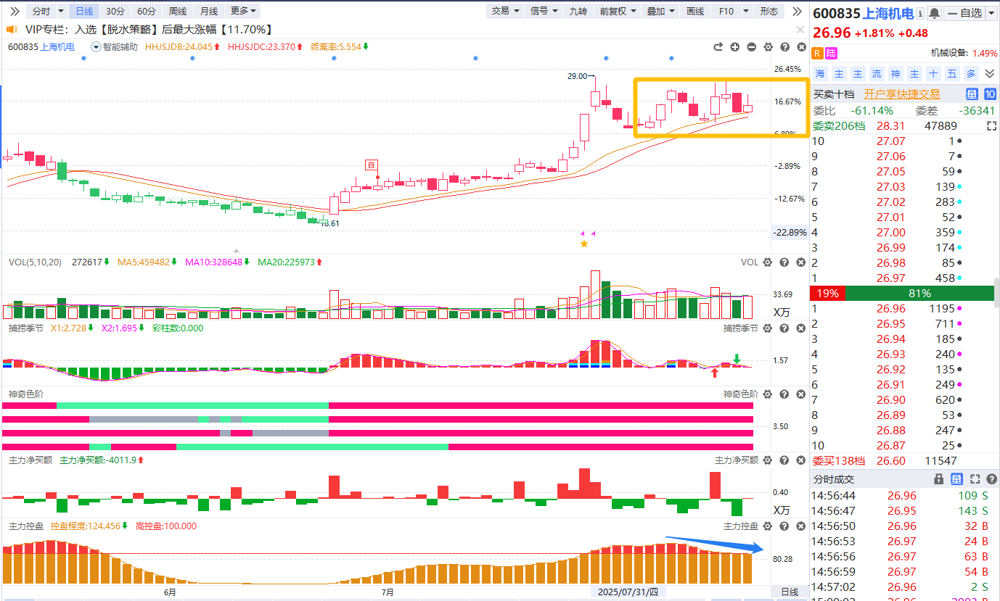 分时 日线 30分 60分 周线 月线 更多 交易 信号 九转 前复权 叠加 画线 F10 形态
VIP专栏：入选【脱水策略】后最大涨幅【11.70%】
600835 上海机电 智能辅助 HHJSJDB:24.045 HHJSJDC:23.370 乖离率:5.554
26.45%
29.00
16.67%
-2.89%
自
-12.67%
-22.89%
VOL(5,10,20) 272617 MA5:459482 MA10:328648 MA20:225973 VOL
33.69
X万
捕捞季节 X1:2.728 X2:1.695 彩柱数:0.000 捕捞季节
1.57
神奇色阶 神奇色阶
3.50
主力净买额 主力净买额:-4011.9 主力净买额
0.40
X万
主力控盘 控盘程度:124.456 高控盘:100.000 主力控盘
80.28
6月 7月 2025/07/31/四 日线
600835 上海机电 自选
26.96 +1.81% +0.48
R 陆 机械设备: 1.49%
海 主 主 流 神 主 十 五 多
买卖十档 开户享快捷交易 量 10
委比 -61.14% 委差 -36341
委卖206档 28.31 47889
10 27.07 1
9 27.06 7
8 27.05 59
7 27.03 139
6 27.02 283
5 27.01 52
4 27.00 359
3 26.99 174
2 26.98 85
1 26.97 458
19% 81%
1 26.96 1195
2 26.95 711
3 26.94 185
4 26.93 240
5 26.92 135
6 26.91 249
7 26.90 620
8 26.89 53
9 26.88 247
10 26.87 25
委买138档 26.60 11547
分时成交 量
14:56:44 26.96 109 S
14:56:47 26.95 143 S
14:56:50 26.96 32 B
14:56:53 26.97 24 B
14:56:56 26.97 63 B
14:56:59 26.97 54 B
14:57:02 26.96 2 S